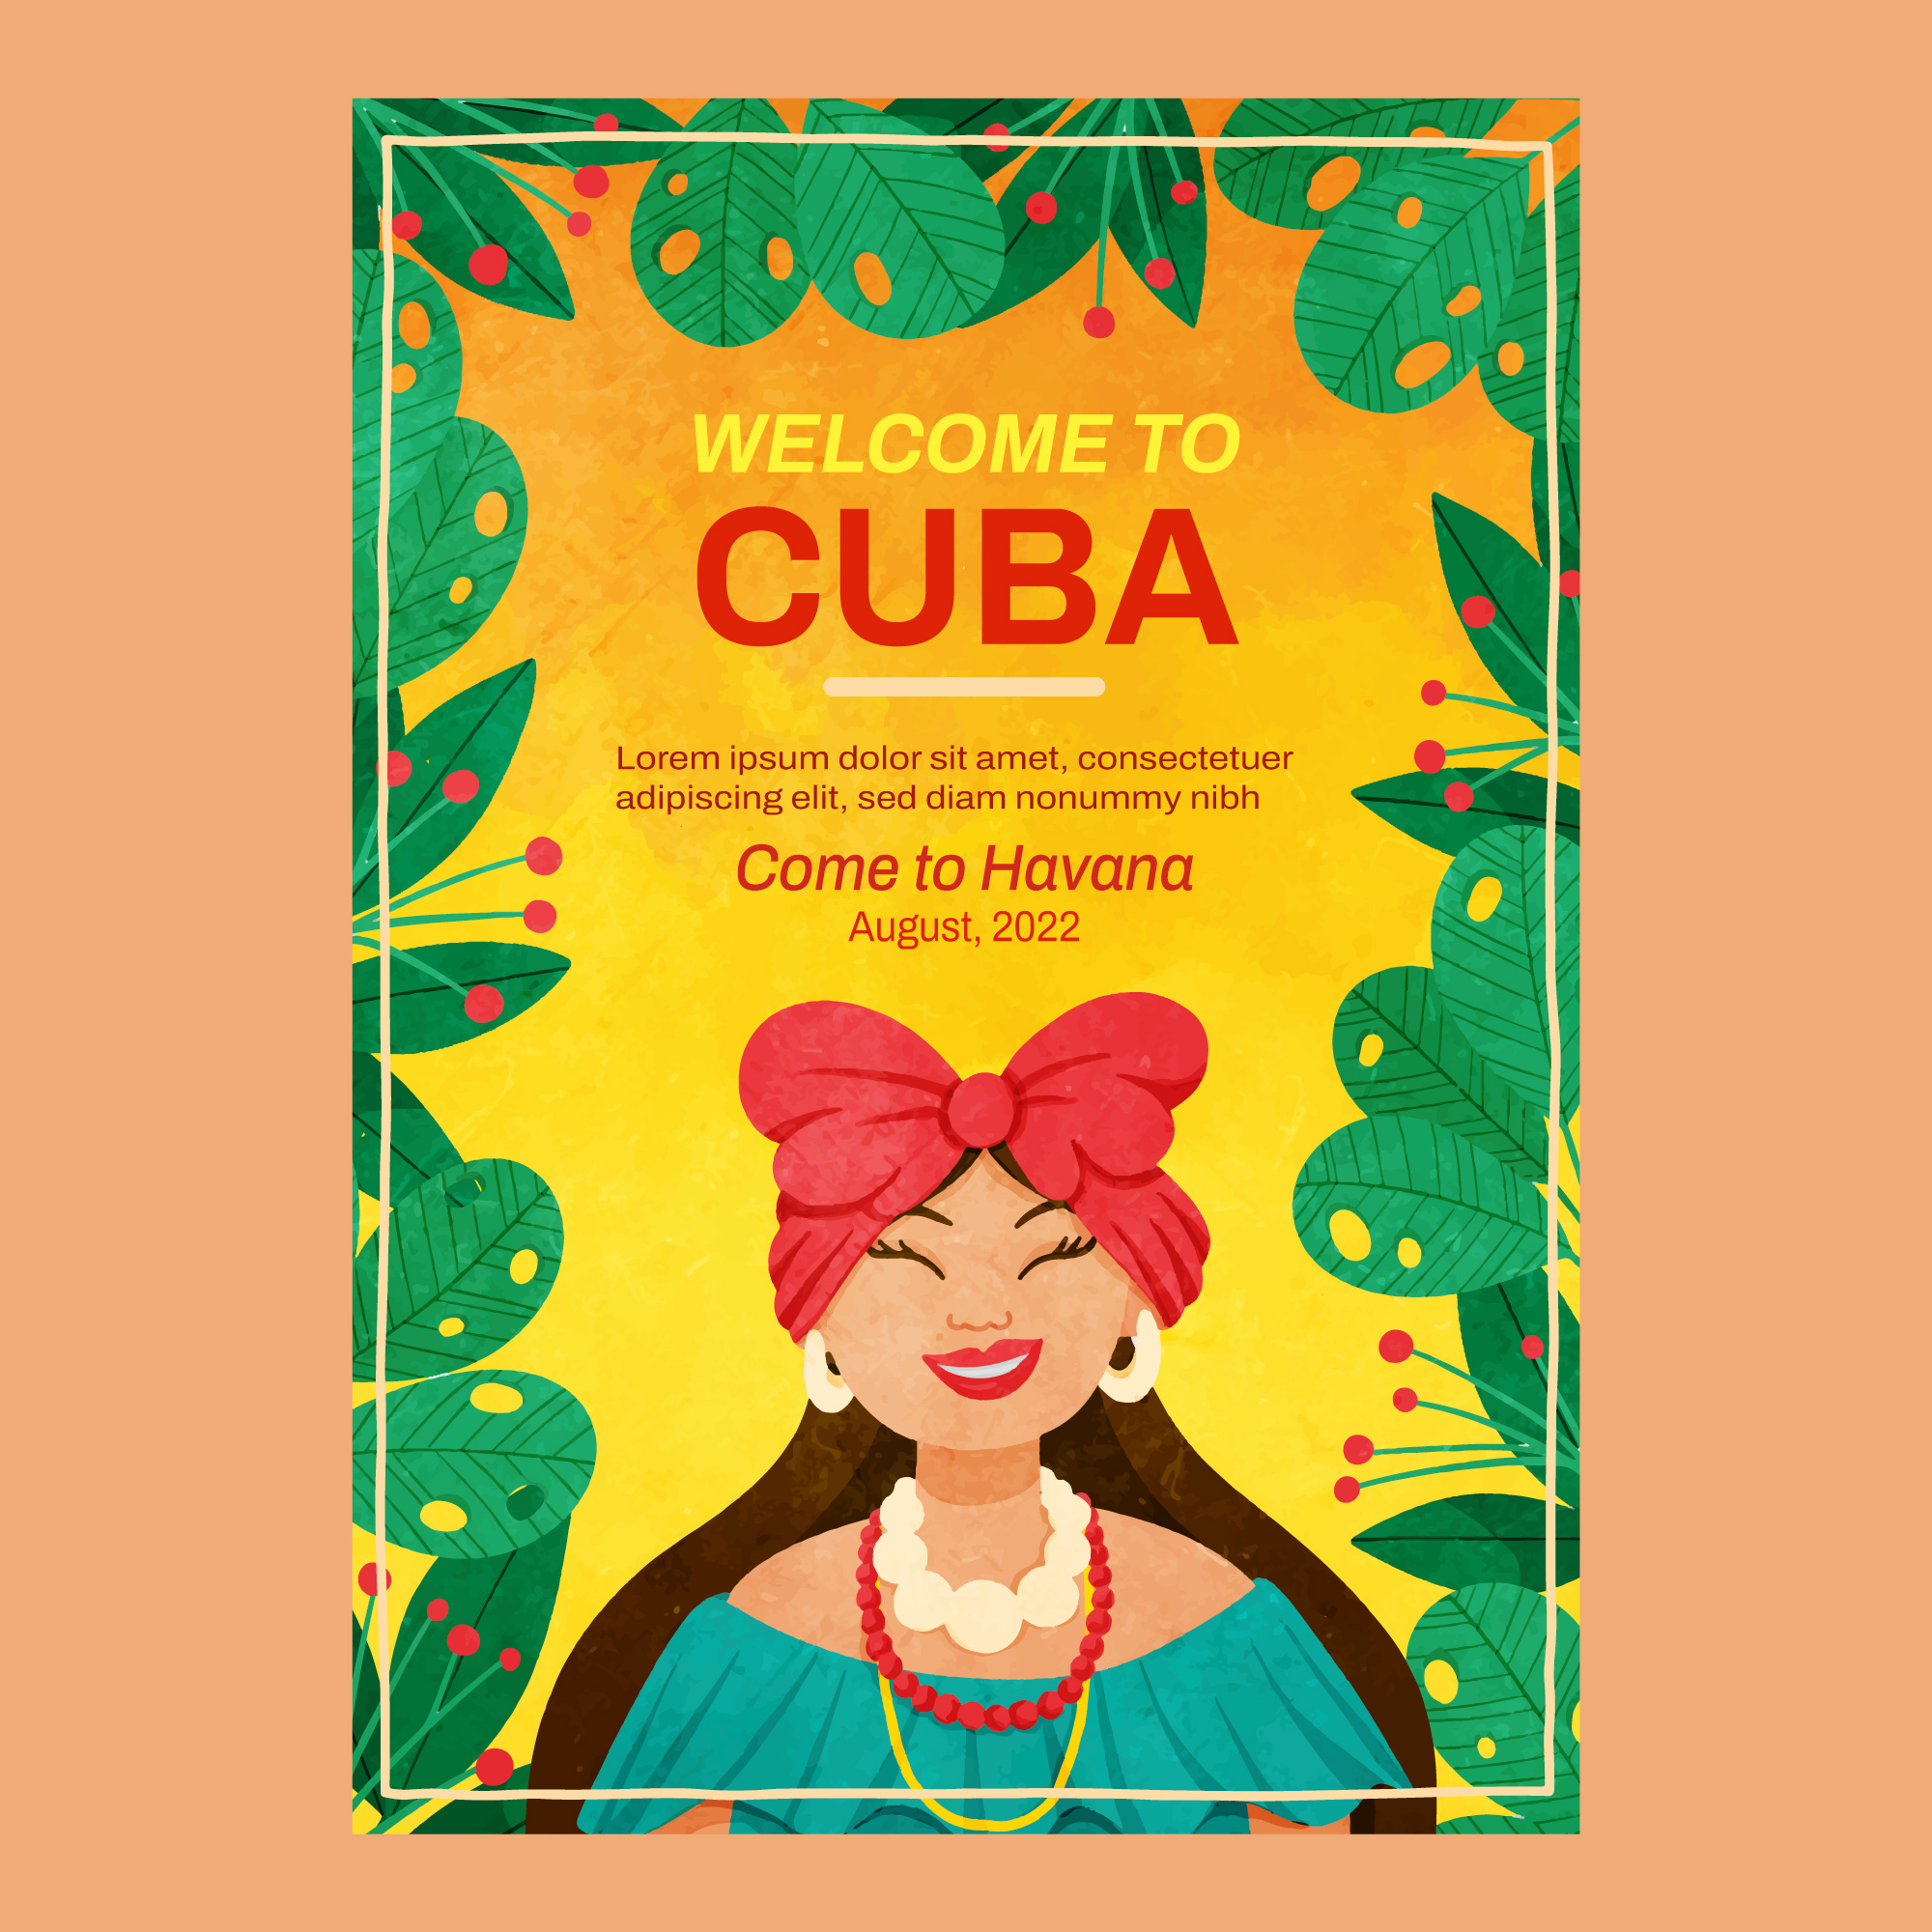 WELCOME TO
CUBA
Lorem ipsum dolor sit amet, consectetuer
adipiscing elit, sed diam nonummy nibh
Come to Havana
August, 2022